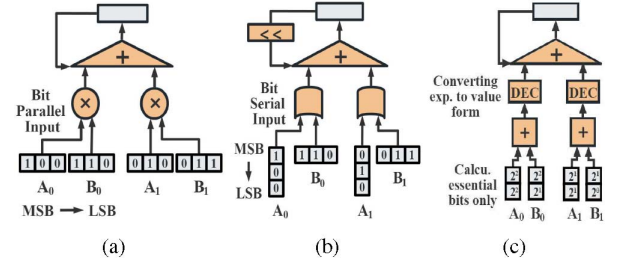 +
Bit
Parallel
Input
× ×
1 0 0 1 1 0 0 1 0 0 1 1
A0 B0 A1 B1
MSB → LSB
(a)
<<
+
Bit
Serial
Input
MSB
↓
LSB
1
0
0
1 1 0
0
1
0
0 1 1
A0 B0 A1 B1
(b)
+
Converting
exp. to value
form
DEC DEC
+ +
Calcu.
essential
bits only
A0 B0 A1 B1
(c)